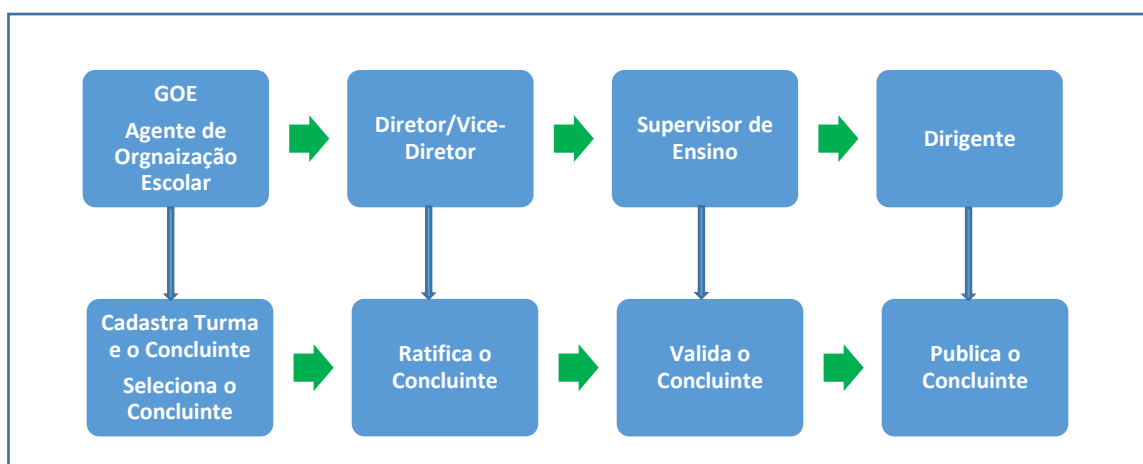 GOE
Agente de
Orgnaização
Escolar
Diretor/Vice-
Diretor
Supervisor de
Ensino
Dirigente
Cadastra Turma
e o Concluinte
Seleciona o
Concluinte
Ratifica o
Concluinte
Valida o
Concluinte
Publica o
Concluinte